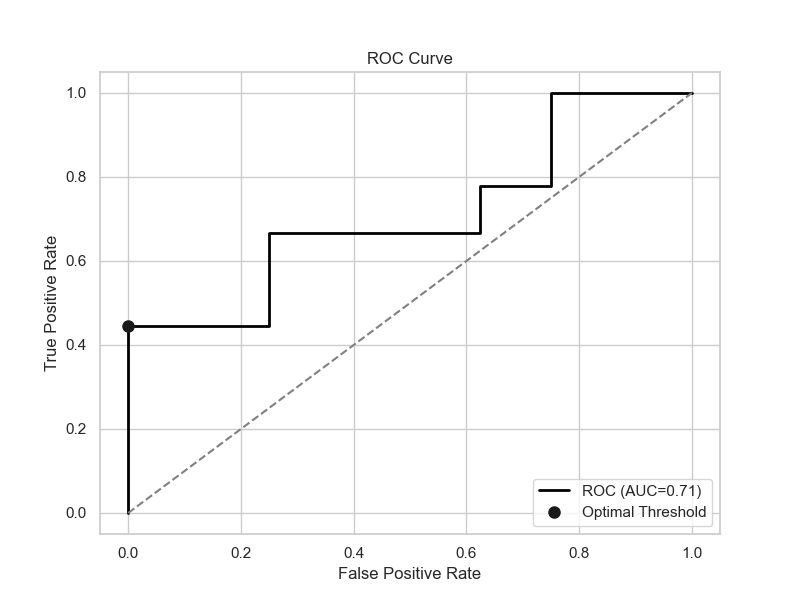 ROC Curve
1.0
0.8
0.6
0.4
0.2
0.0
True Positive Rate
0.0 0.2 0.4 0.6 0.8 1.0
False Positive Rate
ROC (AUC=0.71)
Optimal Threshold